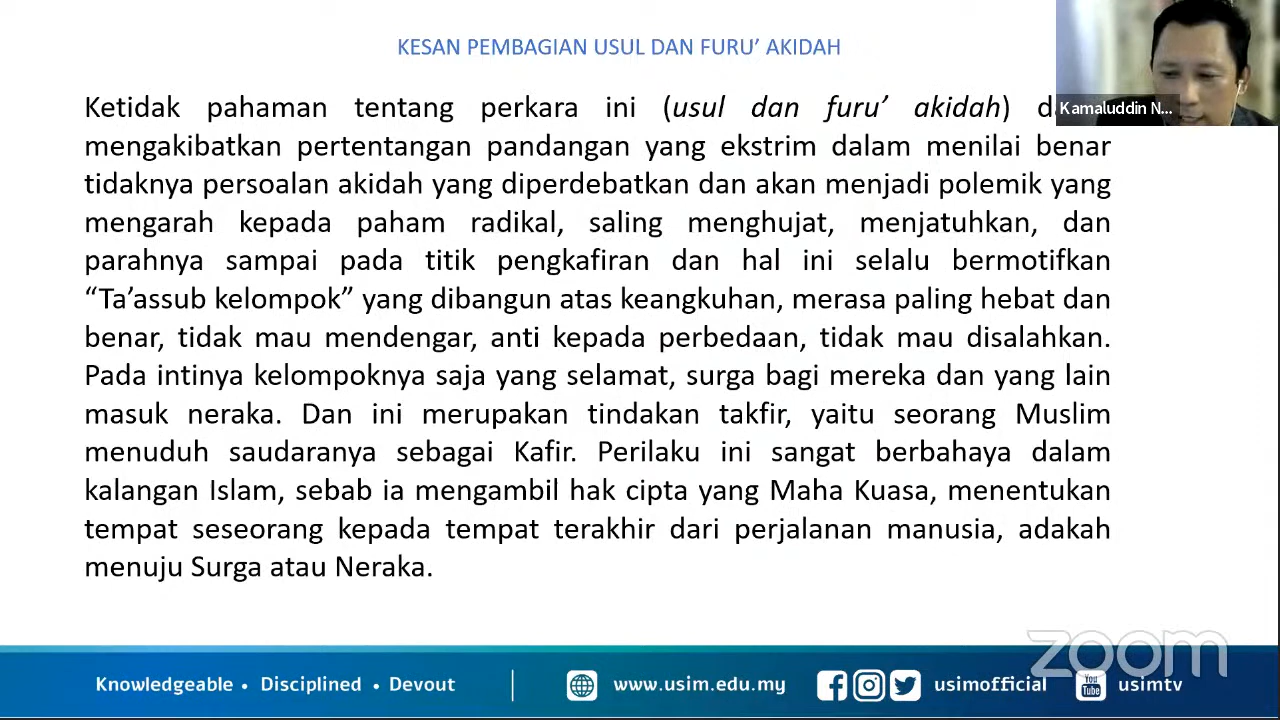 KESAN PEMBAGIAN USUL DAN FURU’ AKIDAH
Kamaluddin N...
Ketidak pahaman tentang perkara ini (usul dan furu’ akidah)
mengakibatkan pertentangan pandangan yang ekstrim dalam menilai benar
tidaknya persoalan akidah yang diperdebatkan dan akan menjadi polemik yang
mengarah kepada paham radikal, saling menghujat, menjatuhkan, dan
parahnya sampai pada titik pengkafiran dan hal ini selalu bermotifkan
“Ta’assub kelompok” yang dibangun atas keangkuhan, merasa paling hebat dan
benar, tidak mau mendengar, anti kepada perbedaan, tidak mau disalahkan.
Pada intinya kelompoknya saja yang selamat, surga bagi mereka dan yang lain
masuk neraka. Dan ini merupakan tindakan takfir, yaitu seorang Muslim
menuduh saudaranya sebagai Kafir. Perilaku ini sangat berbahaya dalam
kalangan Islam, sebab ia mengambil hak cipta yang Maha Kuasa, menentukan
tempat seseorang kepada tempat terakhir dari perjalanan manusia, adakah
menuju Surga atau Neraka.
zoom
Knowledgeable • Disciplined • Devout | www.usim.edu.my usimofficial You Tube usimtv